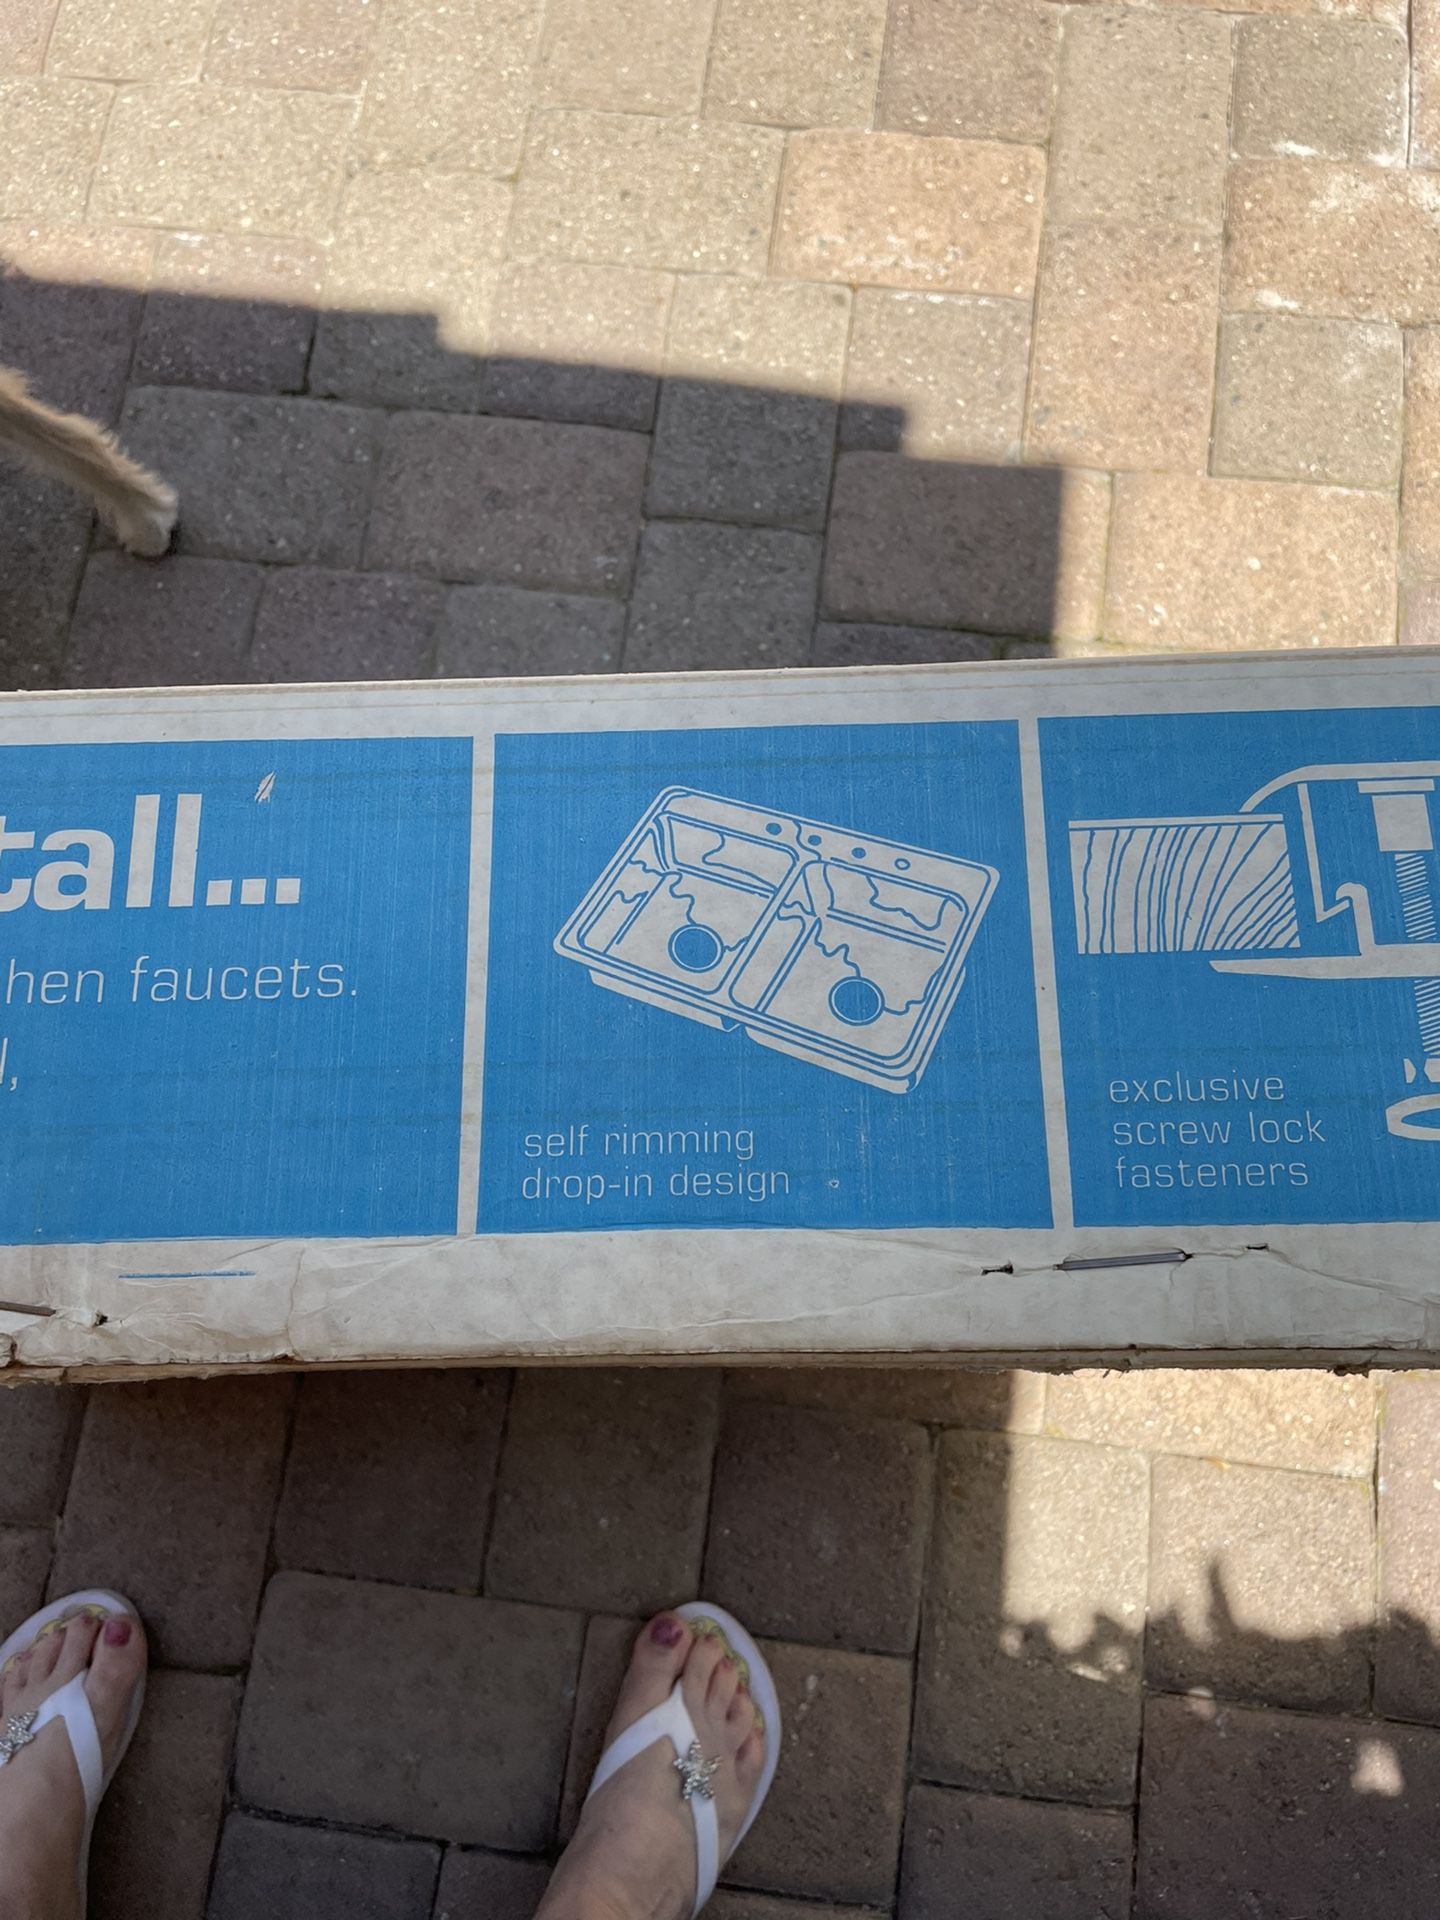 tall...
hen faucets.
self rimming
drop-in design
exclusive
screw lock
fasteners